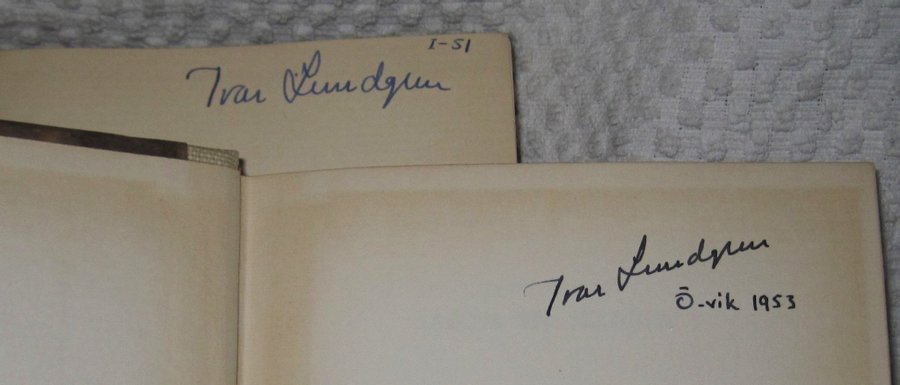 I-51
Ivar Lundgren
Ivar Lundgren
Ö-vik 1953